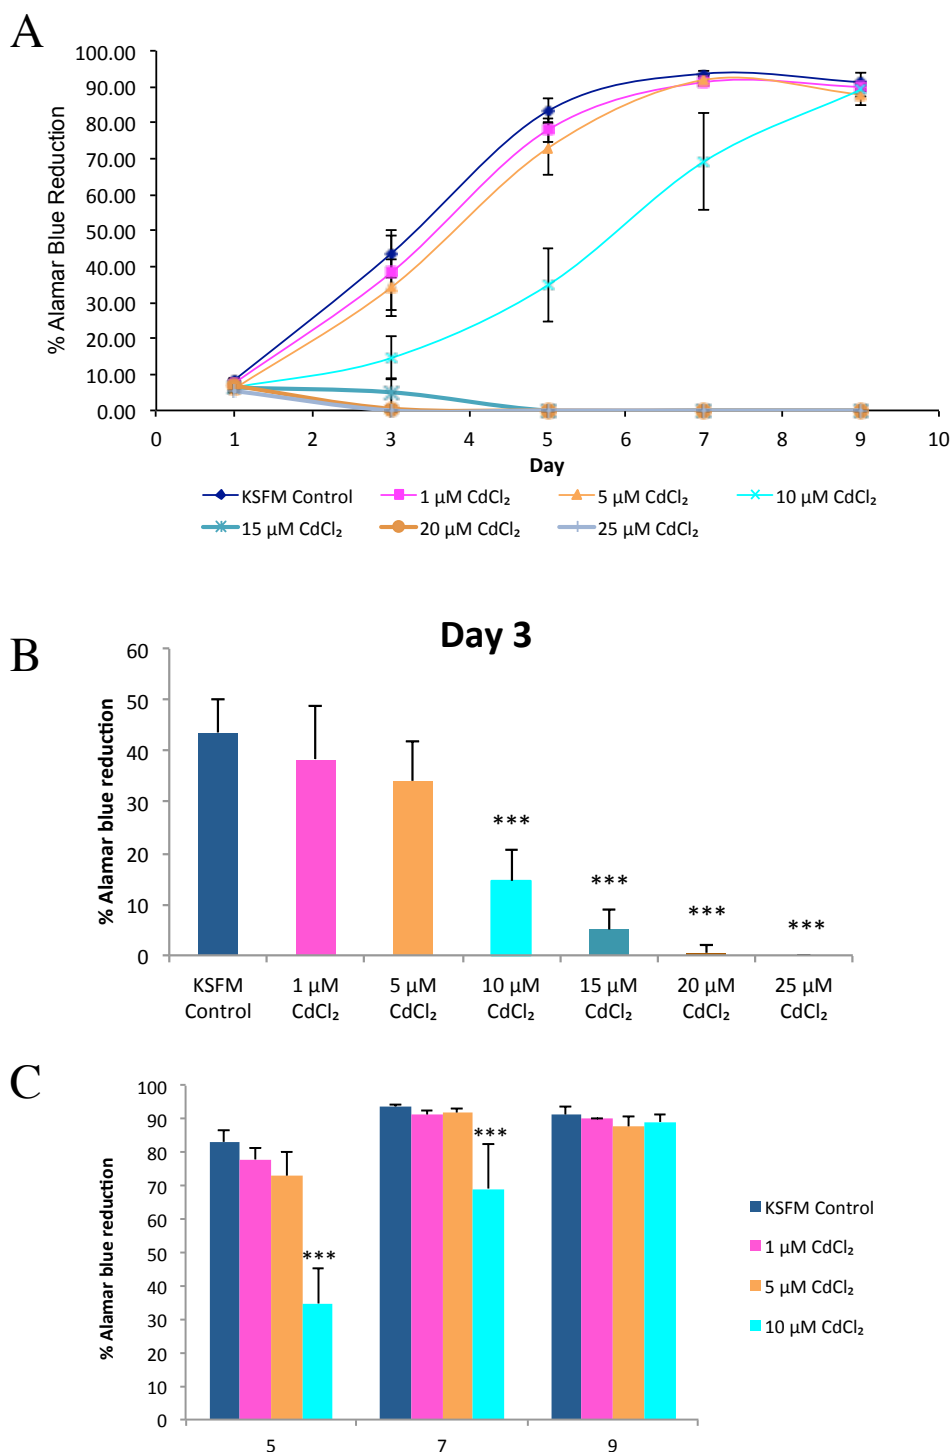 A
% Alamar Blue Reduction
100.00
90.00
80.00
70.00
60.00
50.00
40.00
30.00
20.00
10.00
0.00
0 1 2 3 4 5 6 7 8 9 10
Day
KSFM Control 1 µM CdCl₂ 5 µM CdCl₂ 10 µM CdCl₂
15 µM CdCl₂ 20 µM CdCl₂ 25 µM CdCl₂
B
Day 3
% Alamar blue reduction
60
50
40
30
20
10
0
***
***
***
***
KSFM 1 µM 5 µM 10 µM 15 µM 20 µM 25 µM
Control CdCl₂ CdCl₂ CdCl₂ CdCl₂ CdCl₂ CdCl₂
C
% Alamar blue reduction
100
90
80
70
60
50
40
30
20
10
0
***
***
5 7 9
KSFM Control
1 µM CdCl₂
5 µM CdCl₂
10 µM CdCl₂